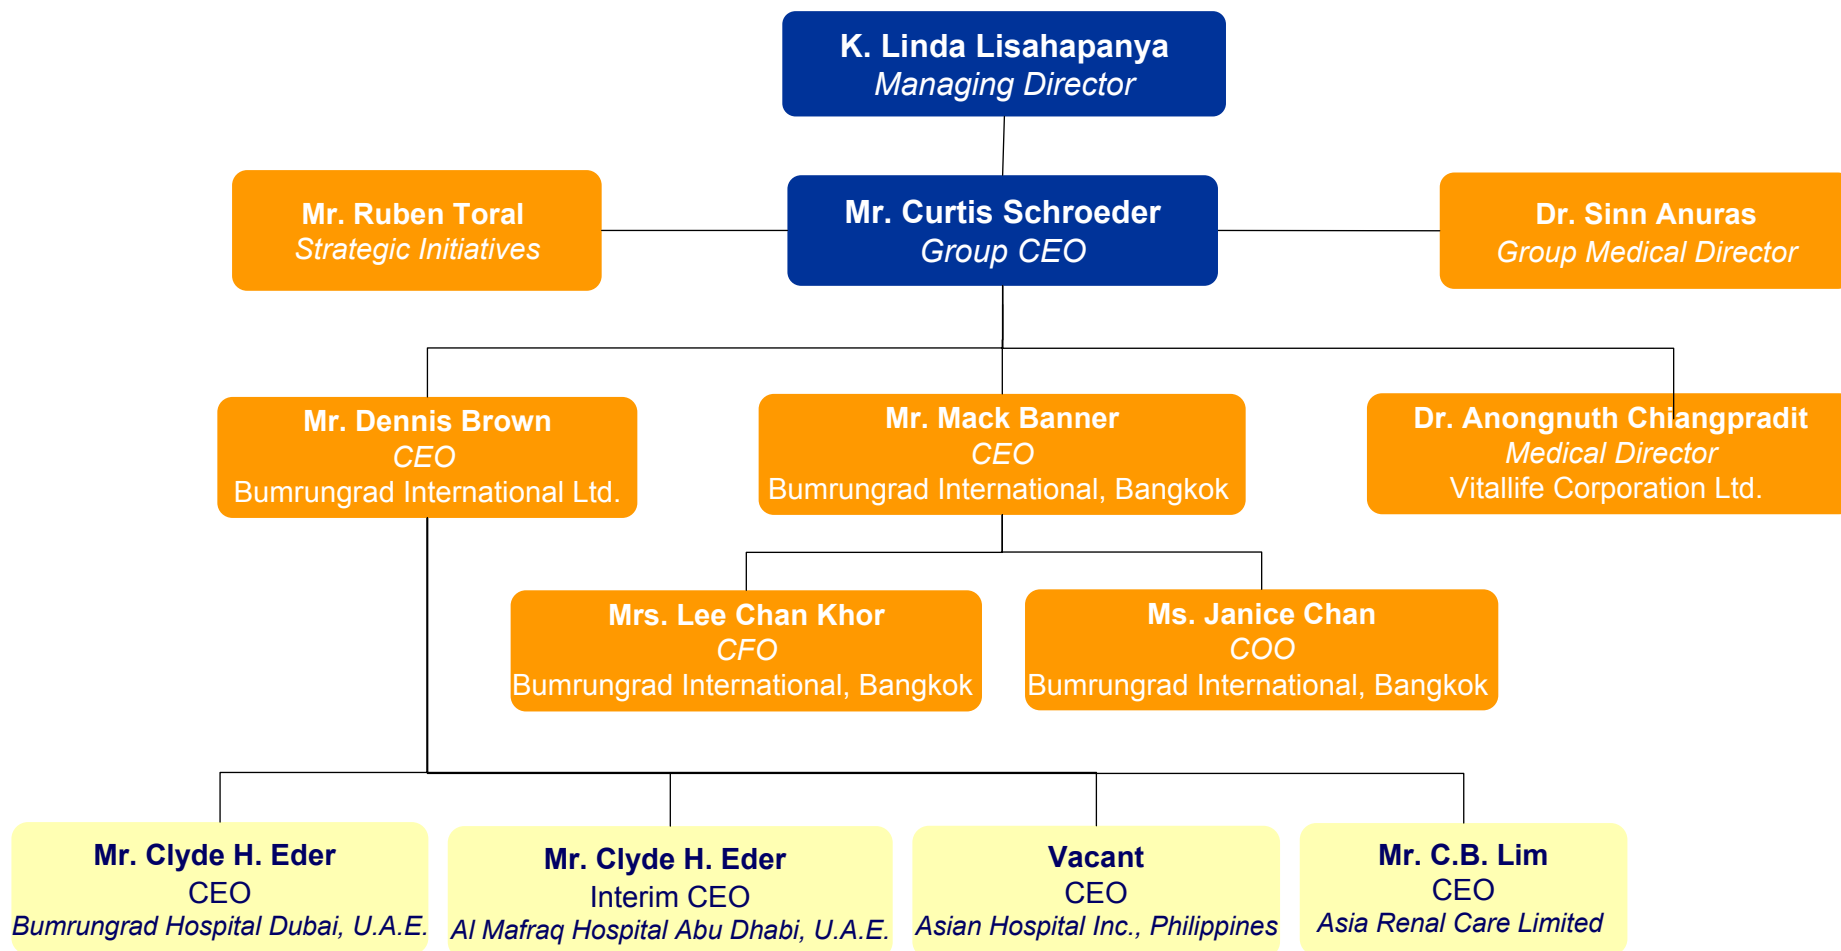 K. Linda Lisahapanya
Managing Director
Mr. Ruben Toral
Strategic Initiatives
Mr. Curtis Schroeder
Group CEO
Dr. Sinn Anuras
Group Medical Director
Mr. Dennis Brown
CEO
Bumrungrad International Ltd.
Mr. Mack Banner
CEO
Bumrungrad International, Bangkok
Dr. Anongnuth Chiangpradit
Medical Director
Vitallife Corporation Ltd.
Mrs. Lee Chan Khor
CFO
Bumrungrad International, Bangkok
Ms. Janice Chan
COO
Bumrungrad International, Bangkok
Mr. Clyde H. Eder
CEO
Bumrungrad Hospital Dubai, U.A.E.
Mr. Clyde H. Eder
Interim CEO
Al Mafraq Hospital Abu Dhabi, U.A.E.
Vacant
CEO
Asian Hospital Inc., Philippines
Mr. C.B. Lim
CEO
Asia Renal Care Limited